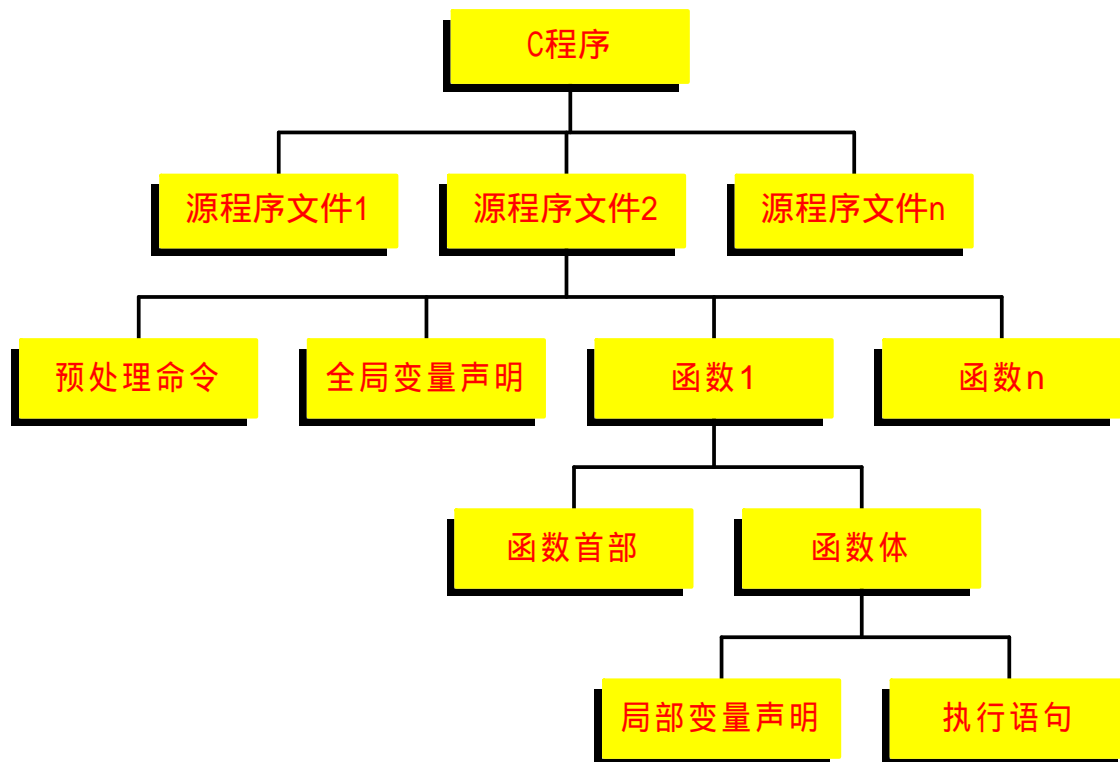 C程序
源程序文件1
源程序文件2
源程序文件n
预处理命令
全局变量声明
函数1
函数n
函数首部
函数体
局部变量声明
执行语句